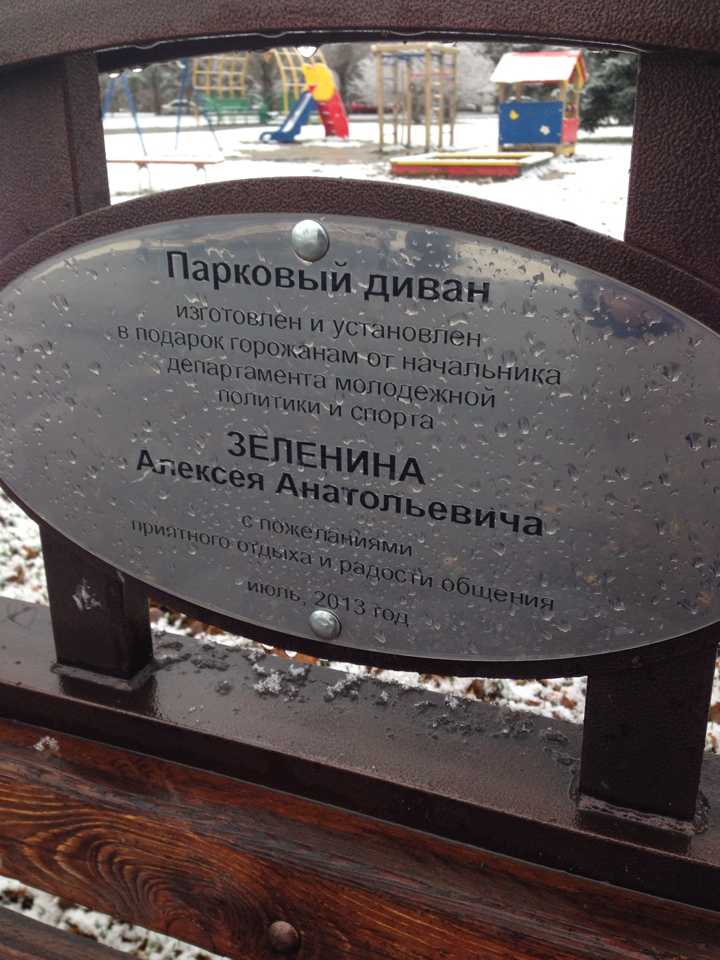 Парковый диван
изготовлен и установлен
в подарок горожанам от начальника
департамента молодежной
политики и спорта
ЗЕЛЕНИНА
Алексея Анатольевича
с пожеланиями
приятного отдыха и радости общения
июль, 2013 год